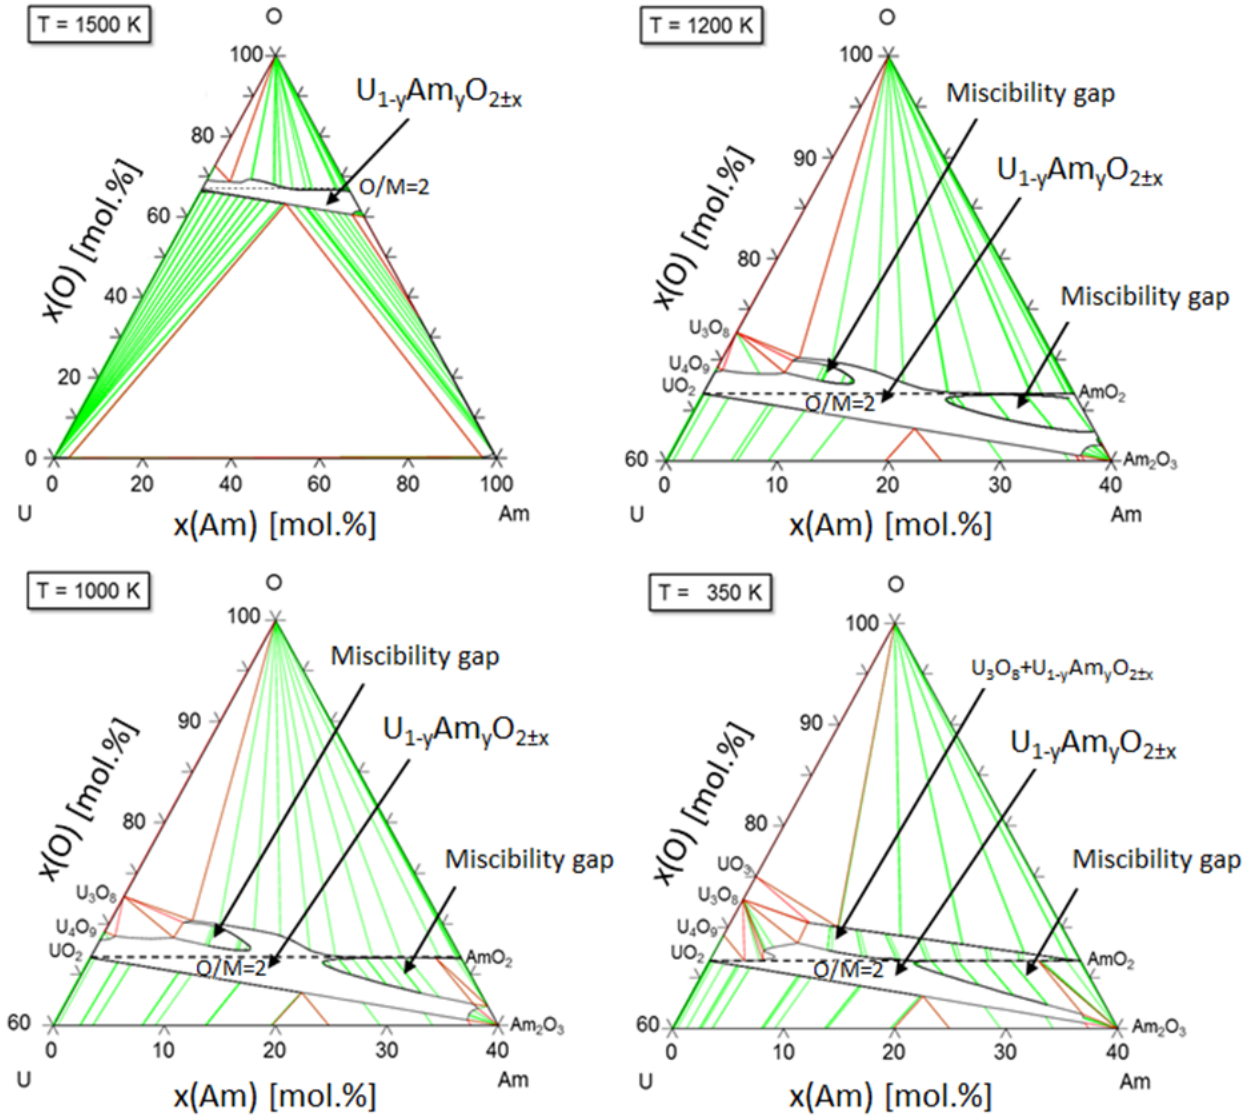 T = 1500 K
O
100
U₁₋yAmyO₂±ₓ
80
O/M=2
60
x(O) [mol.%]
40
20
0
0 20 40 60 80 100
U Am
x(Am) [mol.%]
T = 1200 K
O
100
Miscibility gap
90
U₁₋yAmyO₂±ₓ
x(O) [mol.%]
80
Miscibility gap
U₃O₈
U₄O₉
UO₂ AmO₂
O/M=2
60 Am₂O₃
0 10 20 30 40
U Am
x(Am) [mol.%]
T = 1000 K
O
100
Miscibility gap
90
U₁₋yAmyO₂±ₓ
x(O) [mol.%]
80
Miscibility gap
U₃O₈
U₄O₉
UO₂ AmO₂
O/M=2
60 Am₂O₃
0 10 20 30 40
U Am
x(Am) [mol.%]
T = 350 K
O
100
U₃O₈+U₁₋yAmyO₂±ₓ
90
U₁₋yAmyO₂±ₓ
x(O) [mol.%]
80
Miscibility gap
UO₃
U₃O₈
U₄O₉
UO₂ AmO₂
O/M=2
60 Am₂O₃
0 10 20 30 40
U Am
x(Am) [mol.%]